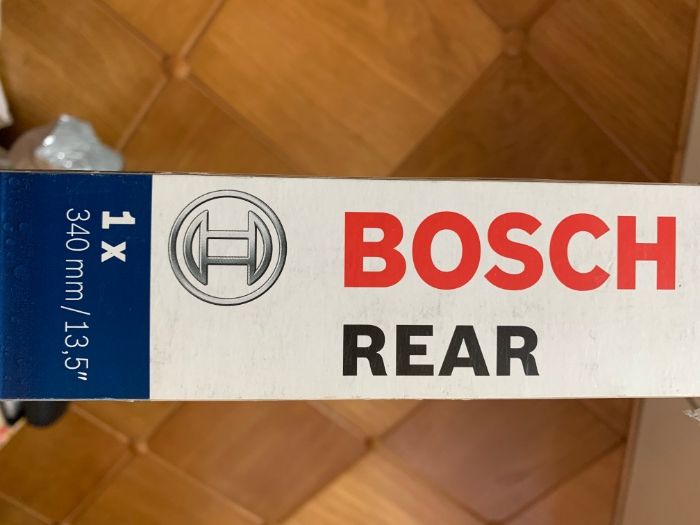 1 x
340 mm / 13,5"
BOSCH
REAR